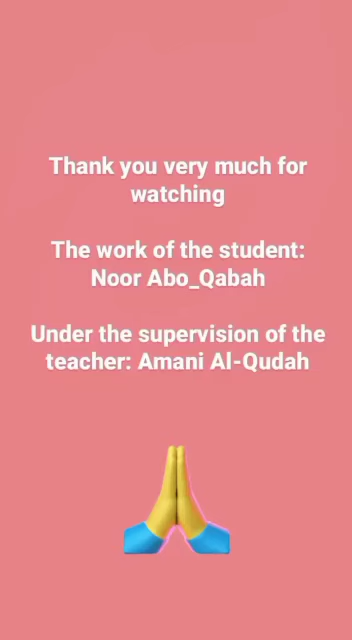 Thank you very much for
watching
The work of the student:
Noor Abo_Qabah
Under the supervision of the
teacher: Amani Al-Qudah